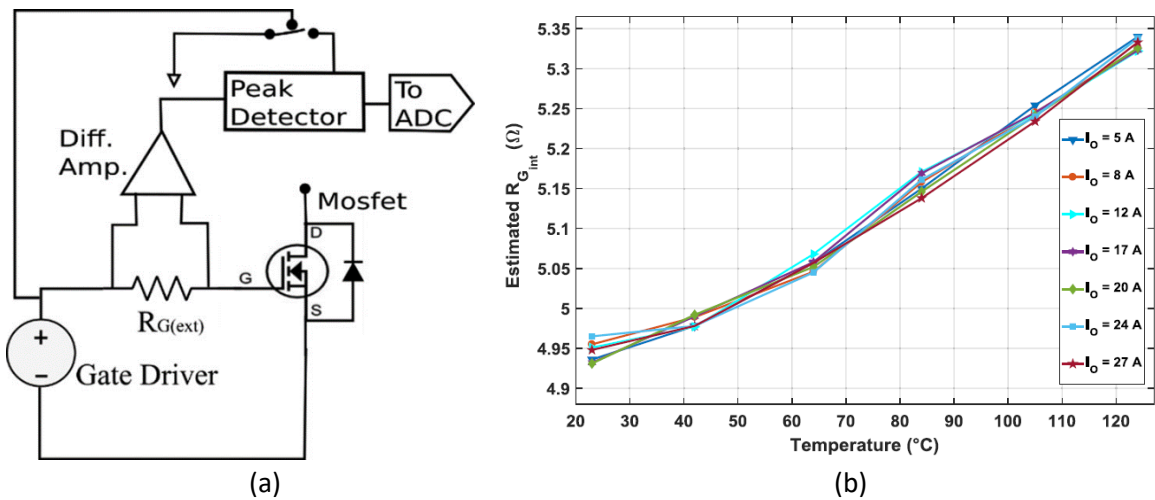 Peak
Detector
To
ADC
Diff.
Amp.
Mosfet
D
G
S
RG(ext)
+
−
Gate Driver
(a)
Estimated RGint (Ω)
5.35
5.3
5.25
5.2
5.15
5.1
5.05
5
4.95
4.9
20 30 40 50 60 70 80 90 100 110 120
Temperature (°C)
IO = 5 A
IO = 8 A
IO = 12 A
IO = 17 A
IO = 20 A
IO = 24 A
IO = 27 A
(b)